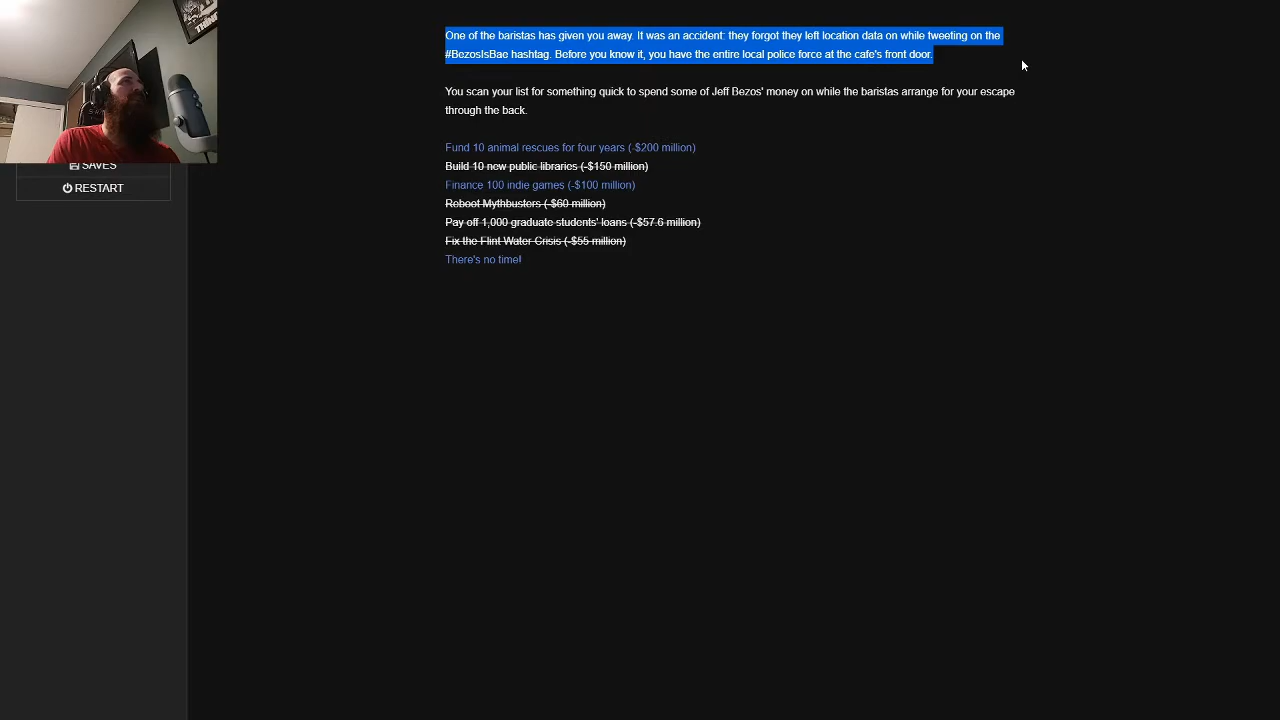 THIN
SAVES
RESTART
One of the baristas has given you away. It was an accident: they forgot they left location data on while tweeting on the
#BezosIsBae hashtag. Before you know it, you have the entire local police force at the cafe's front door.
You scan your list for something quick to spend some of Jeff Bezos' money on while the baristas arrange for your escape
through the back.
Fund 10 animal rescues for four years (-$200 million)
Build 10 new public libraries (-$150 million)
Finance 100 indie games (-$100 million)
Reboot Mythbusters (-$60 million)
Pay off 1,000 graduate students' loans (-$57.6 million)
Fix the Flint Water Crisis (-$55 million)
There's no time!